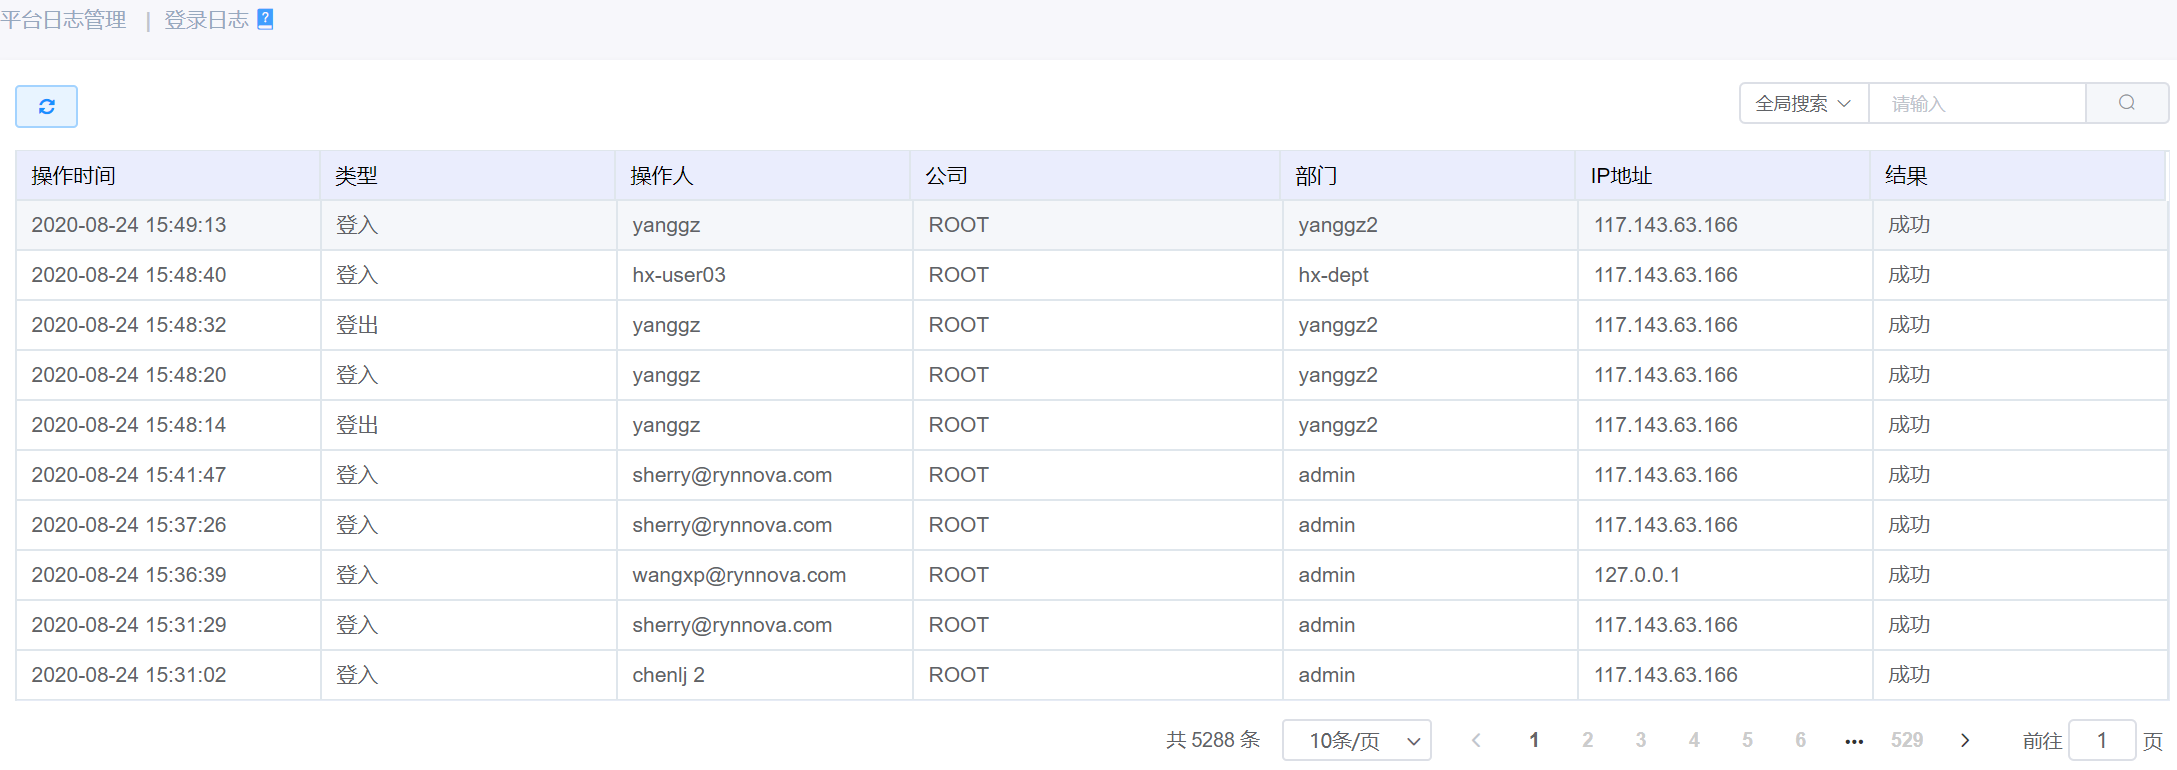 平台日志管理 | 登录日志 ?
全局搜索 请输入
操作时间 类型 操作人 公司 部门 IP地址 结果
2020-08-24 15:49:13 登入 yanggz ROOT yanggz2 117.143.63.166 成功
2020-08-24 15:48:40 登入 hx-user03 ROOT hx-dept 117.143.63.166 成功
2020-08-24 15:48:32 登出 yanggz ROOT yanggz2 117.143.63.166 成功
2020-08-24 15:48:20 登入 yanggz ROOT yanggz2 117.143.63.166 成功
2020-08-24 15:48:14 登出 yanggz ROOT yanggz2 117.143.63.166 成功
2020-08-24 15:41:47 登入 sherry@rynnova.com ROOT admin 117.143.63.166 成功
2020-08-24 15:37:26 登入 sherry@rynnova.com ROOT admin 117.143.63.166 成功
2020-08-24 15:36:39 登入 wangxp@rynnova.com ROOT admin 127.0.0.1 成功
2020-08-24 15:31:29 登入 sherry@rynnova.com ROOT admin 117.143.63.166 成功
2020-08-24 15:31:02 登入 chenlj 2 ROOT admin 117.143.63.166 成功
共 5288 条 10条/页 1 2 3 4 5 6 ••• 529 前往 1 页